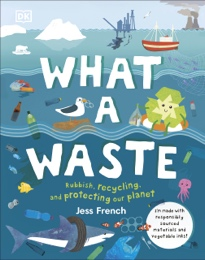 DK
WHAT
A
WASTE
Rubbish, recycling,
and protecting our planet
Jess French
I'm made with
responsibly
sourced
materials and
vegetable inks!